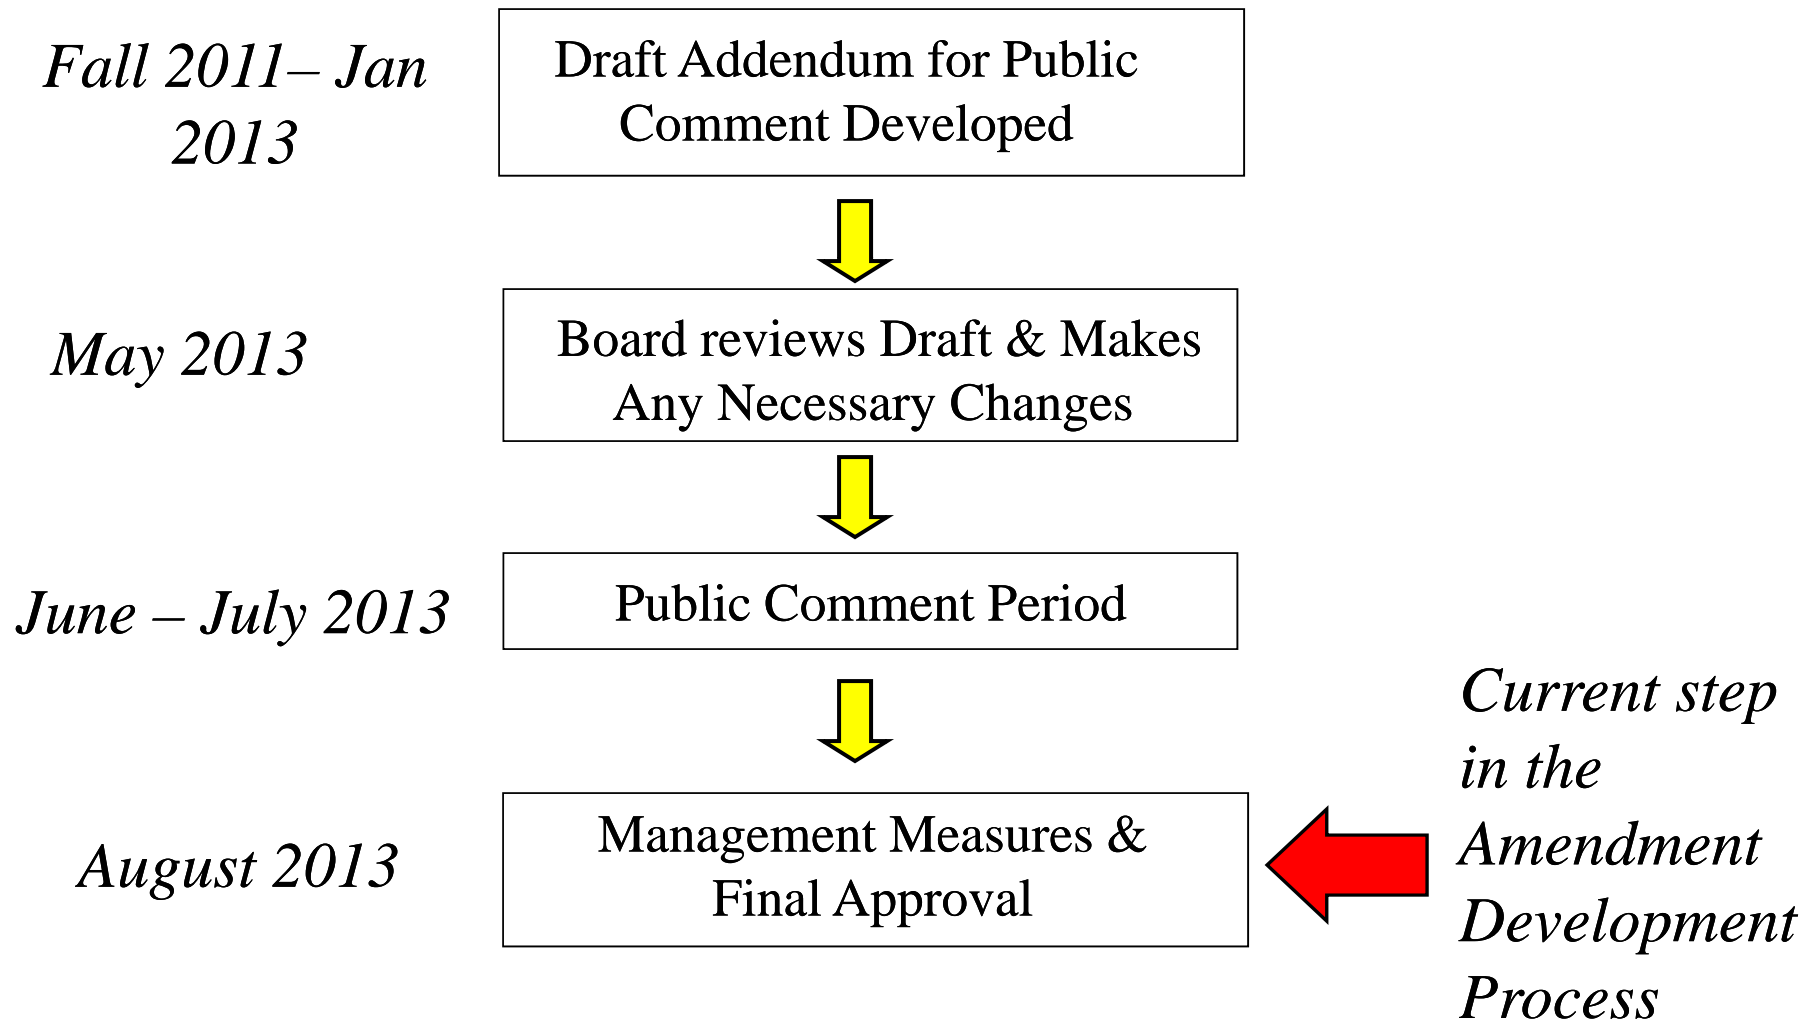 Fall 2011– Jan
2013
Draft Addendum for Public
Comment Developed
May 2013
Board reviews Draft & Makes
Any Necessary Changes
June – July 2013
Public Comment Period
August 2013
Management Measures &
Final Approval
Current step
in the
Amendment
Development
Process